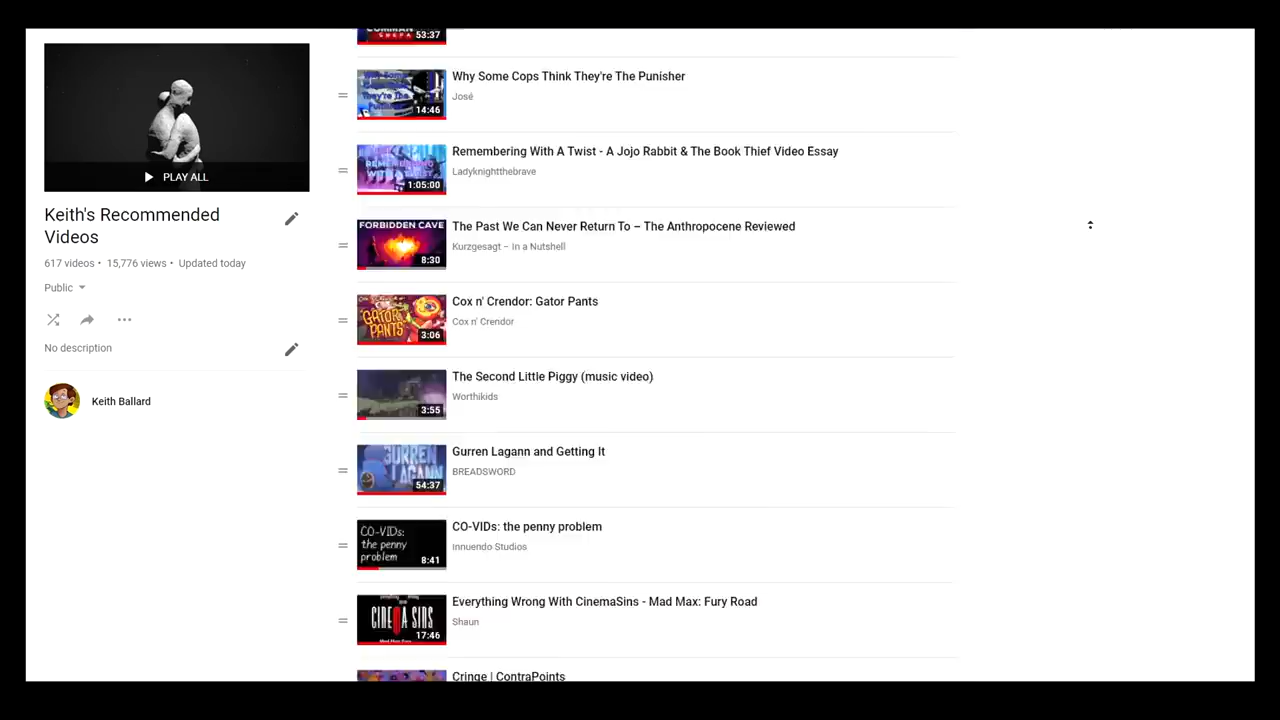 PLAY ALL
Keith's Recommended
Videos
617 videos • 15,776 views • Updated today
Public
No description
Keith Ballard
53:37
Why Some Cops Think They're The Punisher
José
14:46
Remembering With A Twist - A Jojo Rabbit & The Book Thief Video Essay
Ladyknightthebrave
1:05:00
FORBIDDEN CAVE
The Past We Can Never Return To – The Anthropocene Reviewed
Kurzgesagt – In a Nutshell
8:30
GATOR
PANTS
Cox n' Crendor: Gator Pants
Cox n' Crendor
3:06
The Second Little Piggy (music video)
Worthikids
3:55
GURREN
LAGANN
Gurren Lagann and Getting It
BREADSWORD
54:37
CO-VIDs:
the penny
problem
CO-VIDs: the penny problem
Innuendo Studios
8:41
CINEMA SINS
Everything Wrong With CinemaSins - Mad Max: Fury Road
Shaun
17:46
Cringe | ContraPoints